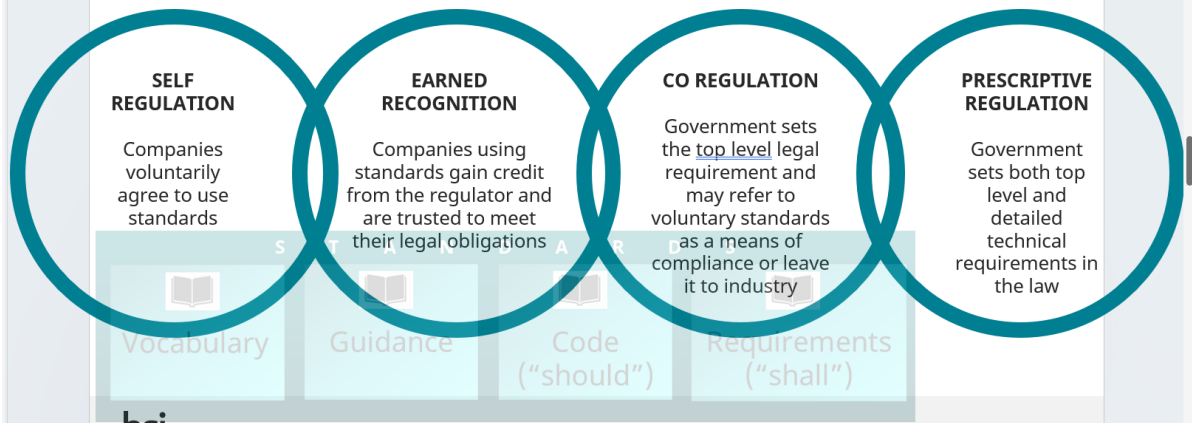 SELF
REGULATION
Companies
voluntarily
agree to use
standards
EARNED
RECOGNITION
Companies using
standards gain credit
from the regulator and
are trusted to meet
their legal obligations
CO REGULATION
Government sets
the top level legal
requirement and
may refer to
voluntary standards
as a means of
compliance or leave
it to industry
PRESCRIPTIVE
REGULATION
Government
sets both top
level and
detailed
technical
requirements in
the law
S T A N D A R D S
Vocabulary
Guidance
Code
(“should”)
Requirements
(“shall”)
bsi